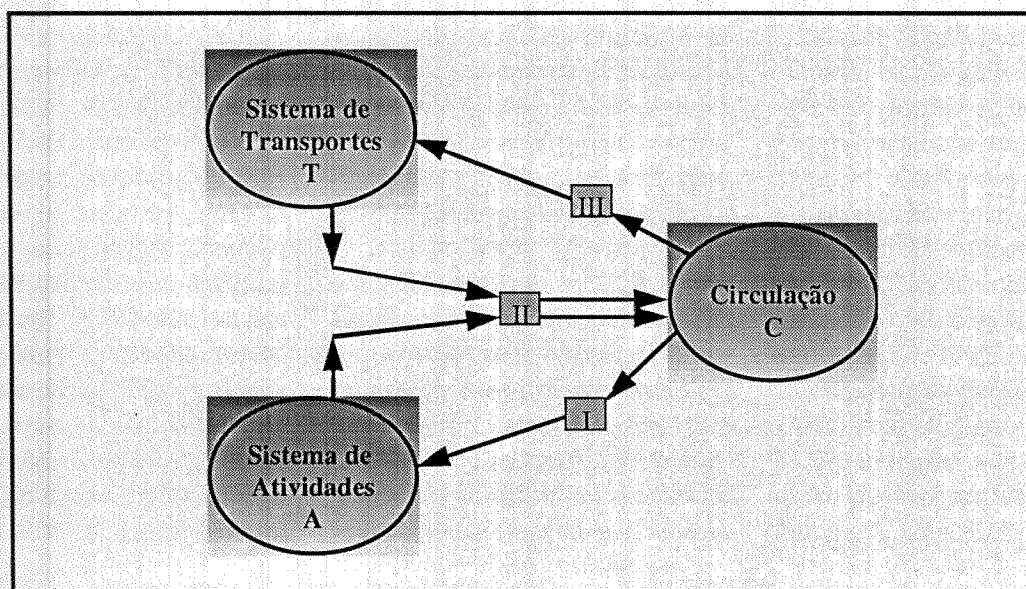 Sistema de
Transportes
T
III
Circulação
C
II
I
Sistema de
Atividades
A